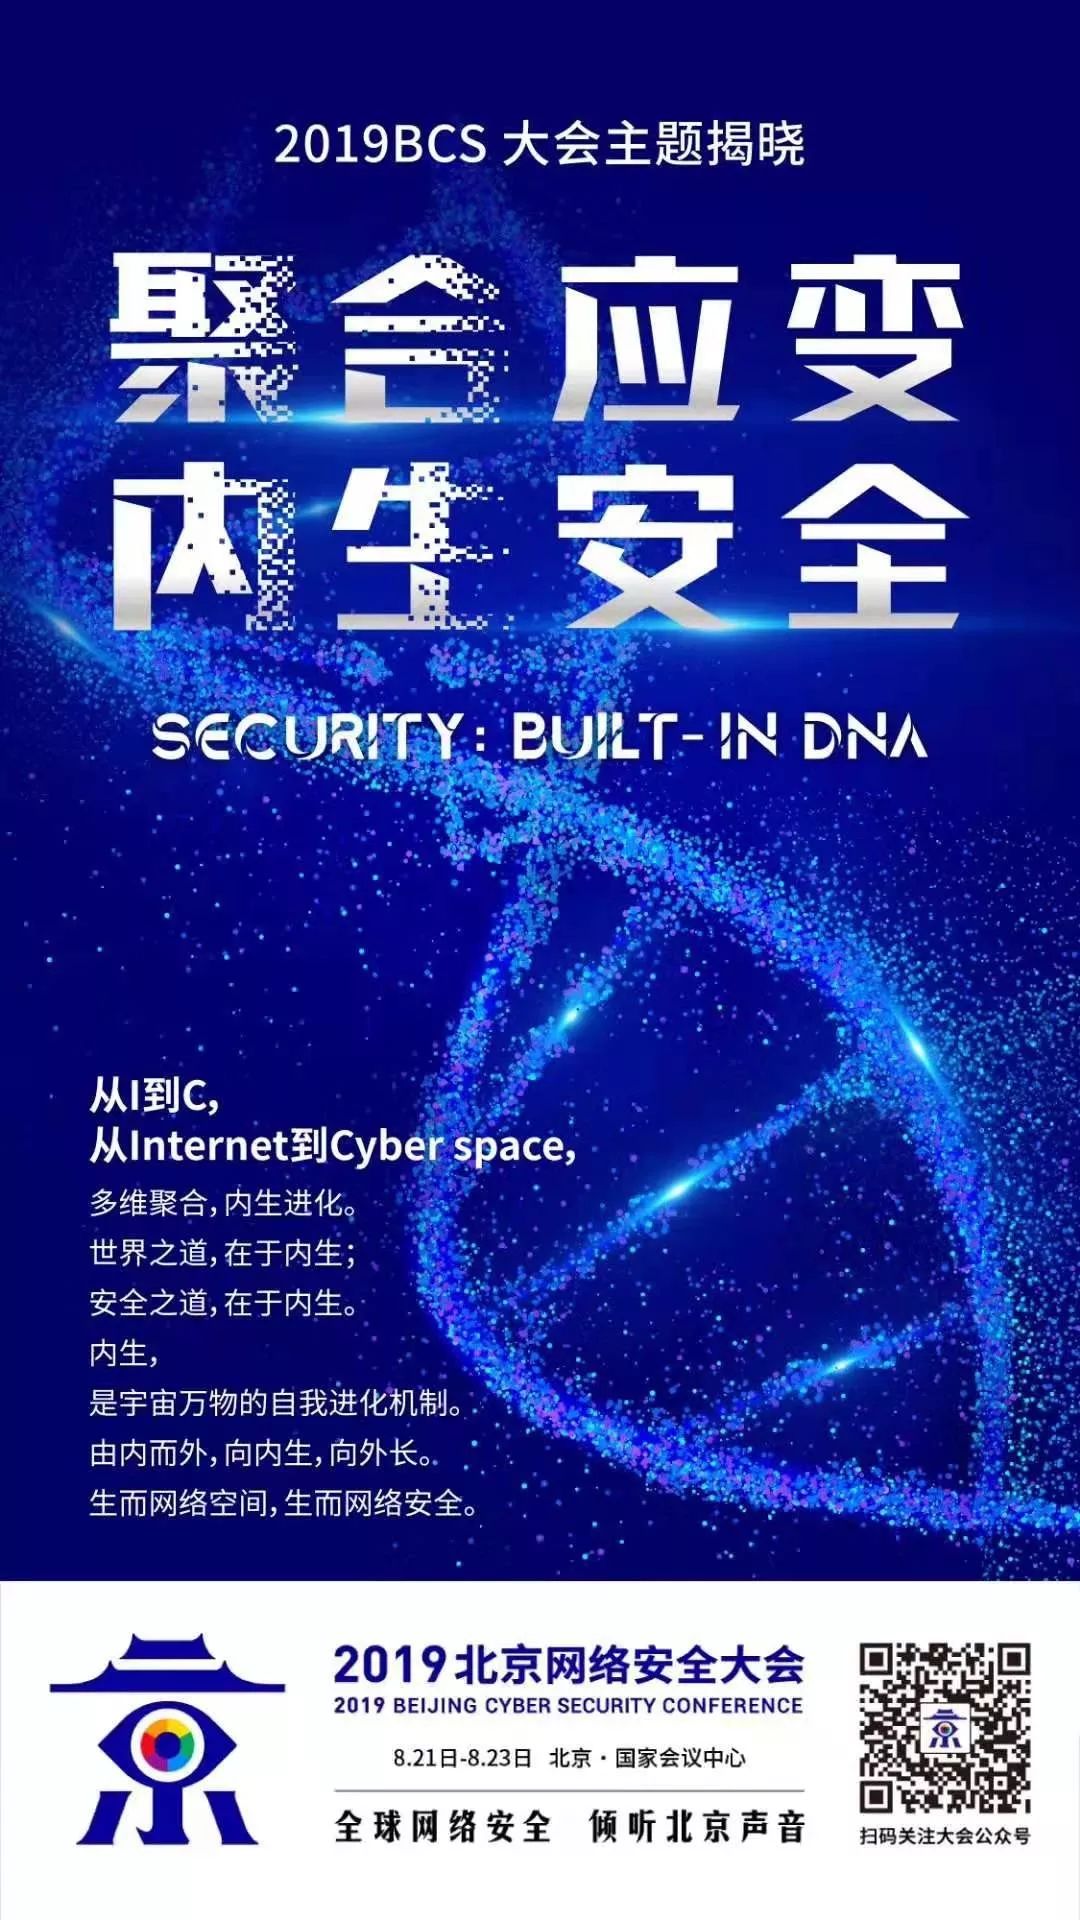 2019BCS 大会主题揭晓
聚合应变
内生安全
SECURITY: BUILT-IN DNA
从I到C,
从Internet到Cyber space,
多维聚合,内生进化。
世界之道,在于内生;
安全之道,在于内生。
内生,
是宇宙万物的自我进化机制。
由内而外,向内生,向外长。
生而网络空间,生而网络安全。
2019北京网络安全大会
2019 BEIJING CYBER SECURITY CONFERENCE
8.21日-8.23日 北京·国家会议中心
全球网络安全 倾听北京声音
扫码关注大会公众号